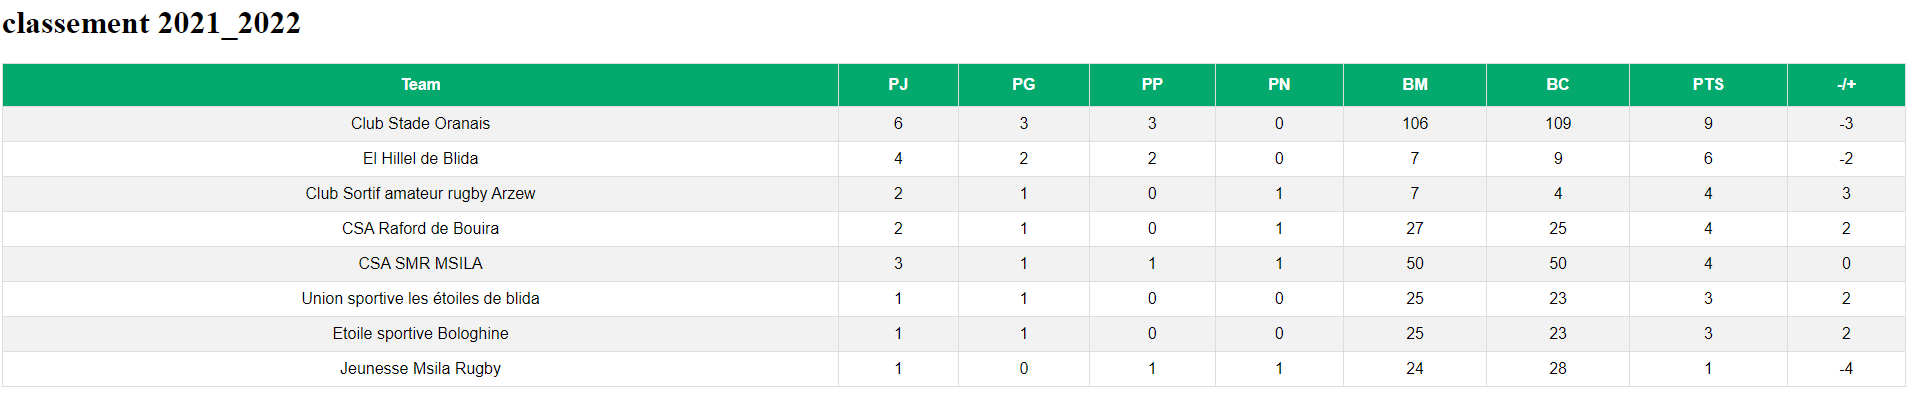 classement 2021_2022
Team PJ PG PP PN BM BC PTS -/+
Club Stade Oranais 6 3 3 0 106 109 9 -3
El Hillel de Blida 4 2 2 0 7 9 6 -2
Club Sortif amateur rugby Arzew 2 1 0 1 7 4 4 3
CSA Raford de Bouira 2 1 0 1 27 25 4 2
CSA SMR MSILA 3 1 1 1 50 50 4 0
Union sportive les étoiles de blida 1 1 0 0 25 23 3 2
Etoile sportive Bologhine 1 1 0 0 25 23 3 2
Jeunesse Msila Rugby 1 0 1 1 24 28 1 -4